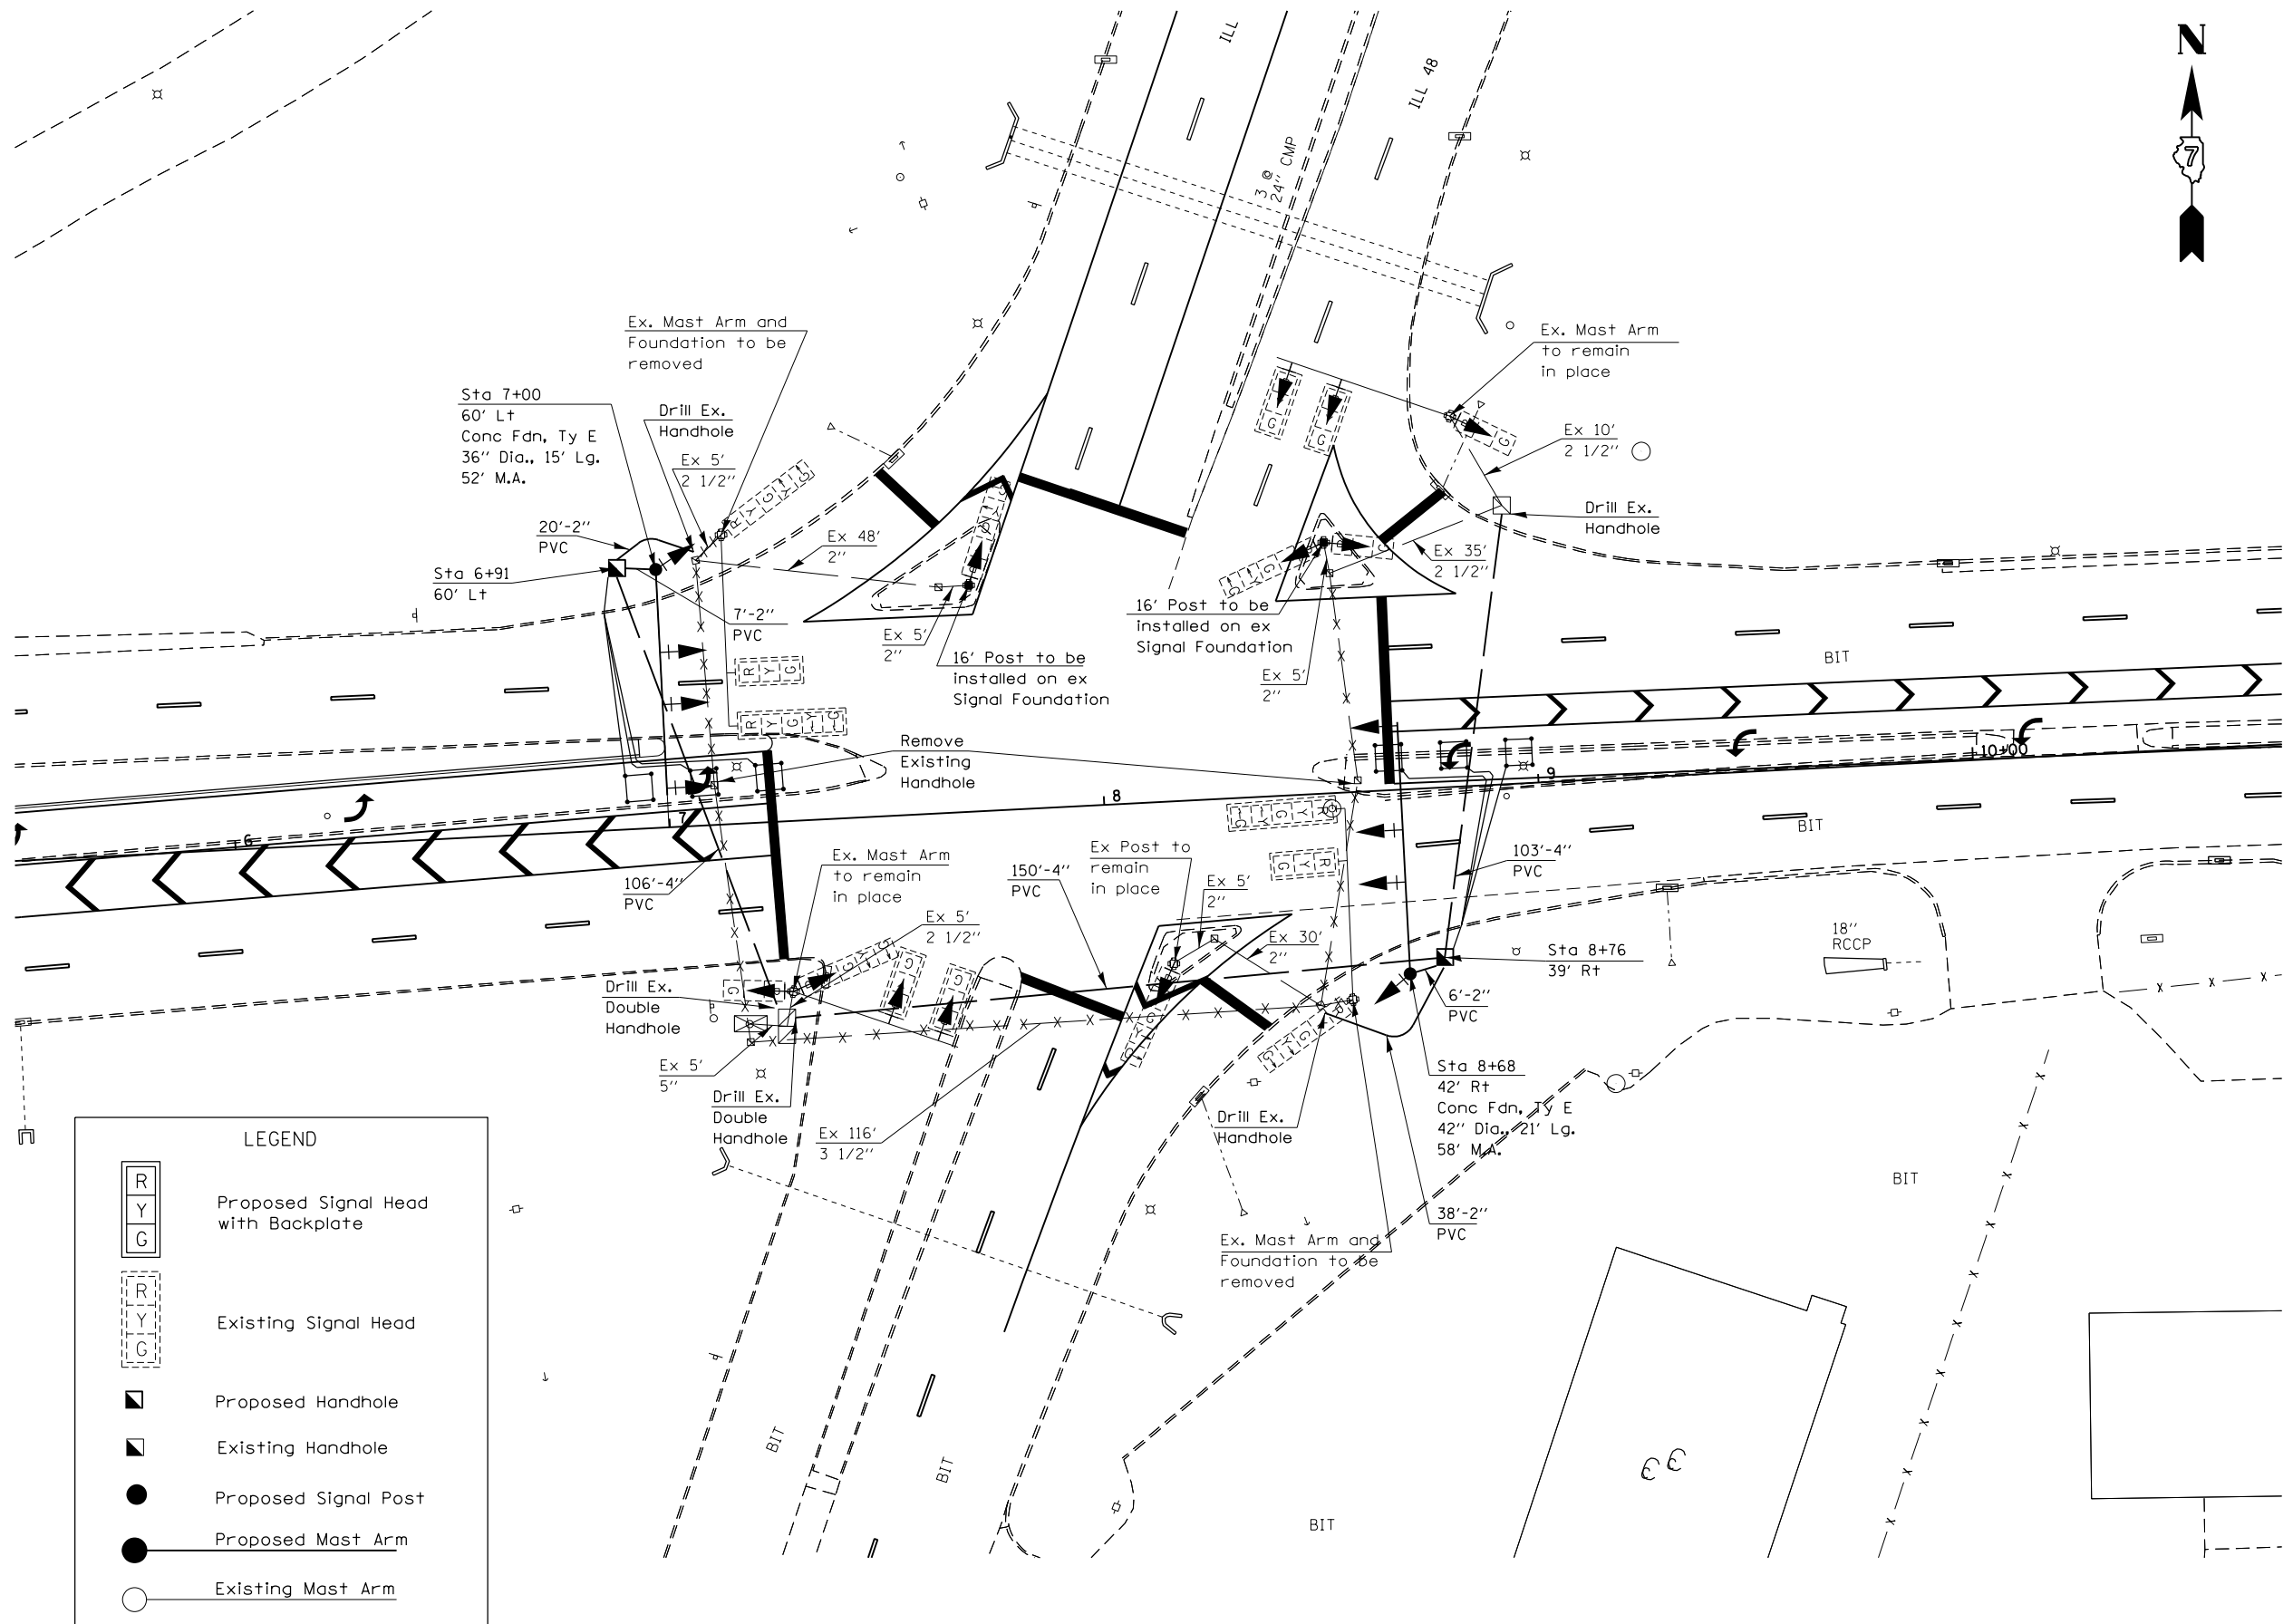 N
7
ILL
ILL 48
3 @
24" CMP
Ex. Mast Arm and
Foundation to be
removed
Ex. Mast Arm
to remain
in place
Sta 7+00
60' Lt
Conc Fdn, Ty E
36" Dia., 15' Lg.
52' M.A.
Drill Ex.
Handhole
Ex 5'
2 1/2"
Ex 10'
2 1/2"
R Y G Y G
Drill Ex.
Handhole
20'-2"
PVC
Ex 48'
2"
Ex 35'
2 1/2"
Sta 6+91
60' Lt
7'-2"
PVC
Ex 5'
2"
16' Post to be
installed on ex
Signal Foundation
16' Post to be
installed on ex
Signal Foundation
Ex 5'
2"
BIT
R Y G
R Y G Y G
Remove
Existing
Handhole
10+00
9
8
7
6
BIT
Ex. Mast Arm
to remain
in place
Ex Post to
remain
in place
150'-4"
PVC
103'-4"
PVC
106'-4"
PVC
Ex 5'
2"
Ex 5'
2 1/2"
Ex 30'
2"
18"
RCCP
Sta 8+76
39' Rt
Drill Ex.
Double
Handhole
6'-2"
PVC
Ex 5'
5"
Sta 8+68
42' Rt
Conc Fdn, Ty E
42" Dia., 21' Lg.
58' M.A.
Drill Ex.
Double
Handhole
Ex 116'
3 1/2"
Drill Ex.
Handhole
38'-2"
PVC
Ex. Mast Arm and
Foundation to be
removed
BIT
BIT
BIT
BIT
LEGEND
R
Y
G
Proposed Signal Head
with Backplate
R
Y
G
Existing Signal Head
Proposed Handhole
Existing Handhole
Proposed Signal Post
Proposed Mast Arm
Existing Mast Arm